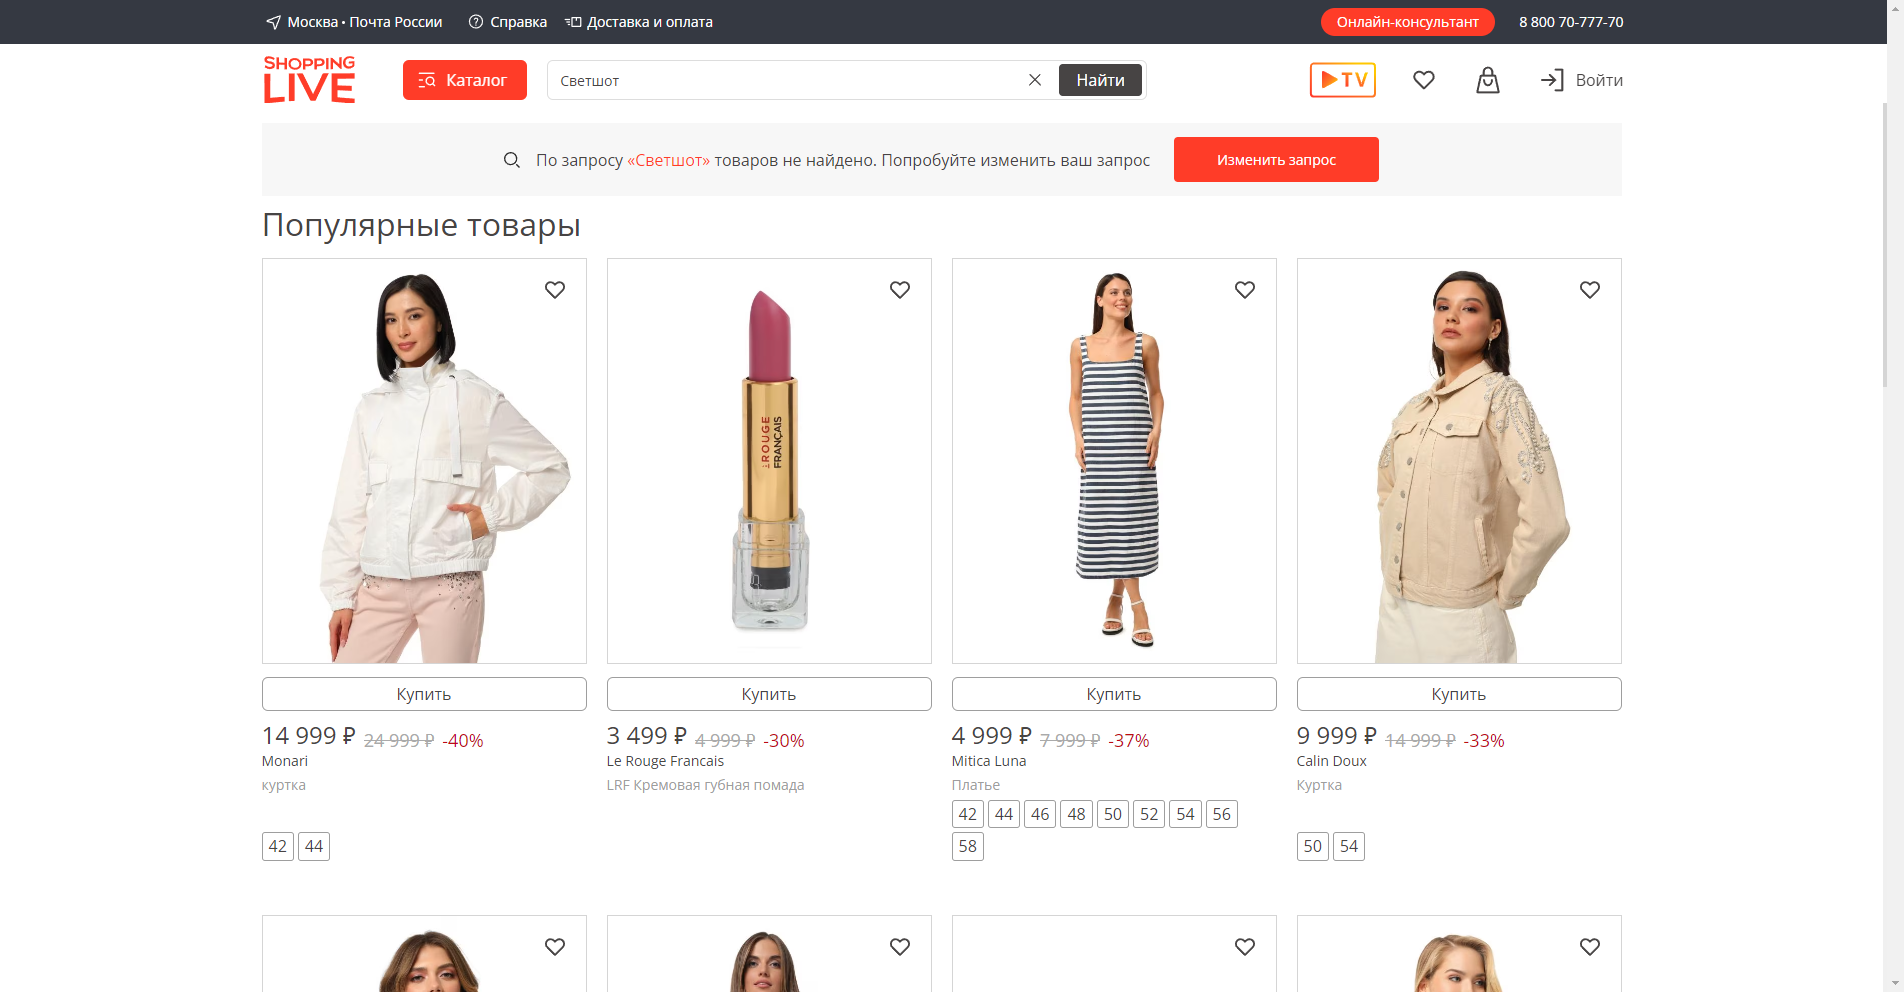 Москва • Почта России
Справка
Доставка и оплата
Онлайн-консультант
8 800 70-777-70
SHOPPING
LIVE
Каталог
Светшот
Найти
TV
Войти
По запросу «Светшот» товаров не найдено. Попробуйте изменить ваш запрос
Изменить запрос
Популярные товары
LE ROUGE
FRANÇAIS
Купить
Купить
Купить
Купить
14 999 ₽ 24 999 ₽ -40%
Monari
куртка
42 44
3 499 ₽ 4 999 ₽ -30%
Le Rouge Francais
LRF Кремовая губная помада
4 999 ₽ 7 999 ₽ -37%
Mitica Luna
Платье
42 44 46 48 50 52 54 56
58
9 999 ₽ 14 999 ₽ -33%
Calin Doux
Куртка
50 54